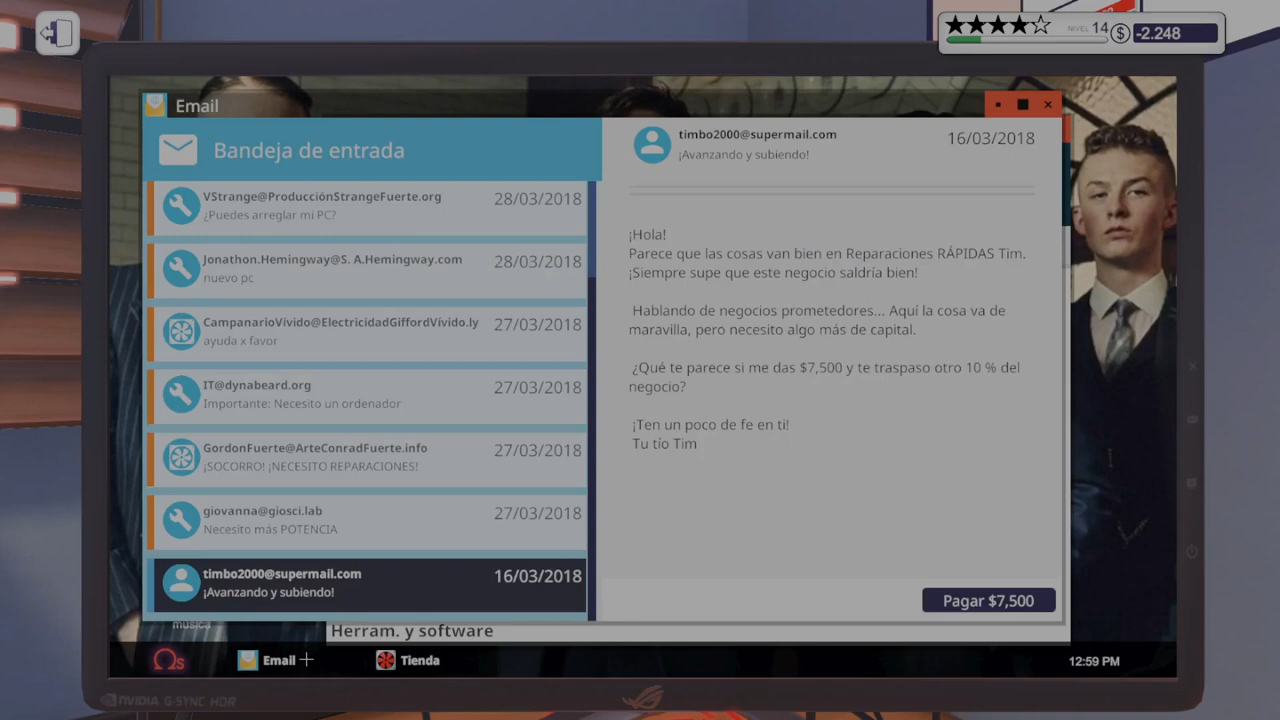 NIVEL 14
$ -2.248
Email
Bandeja de entrada
VStrange@ProducciónStrangeFuerte.org
28/03/2018
¿Puedes arreglar mi PC?
Jonathon.Hemingway@S. A.Hemingway.com
28/03/2018
nuevo pc
CampanarioVívido@ElectricidadGiffordVívido.ly
27/03/2018
ayuda x favor
IT@dynabeard.org
27/03/2018
Importante: Necesito un ordenador
GordonFuerte@ArteConradFuerte.info
27/03/2018
¡SOCORRO! ¡NECESITO REPARACIONES!
giovanna@giosci.lab
27/03/2018
Necesito más POTENCIA
timbo2000@supermail.com
16/03/2018
¡Avanzando y subiendo!
timbo2000@supermail.com
16/03/2018
¡Avanzando y subiendo!
¡Hola!
Parece que las cosas van bien en Reparaciones RÁPIDAS Tim.
¡Siempre supe que este negocio saldría bien!
Hablando de negocios prometedores... Aquí la cosa va de
maravilla, pero necesito algo más de capital.
¿Qué te parece si me das $7,500 y te traspaso otro 10 % del
negocio?
¡Ten un poco de fe en ti!
Tu tío Tim
Pagar $7,500
música
Herram. y software
Ωs
Email
Tienda
12:59 PM
NVIDIA G-SYNC HDR